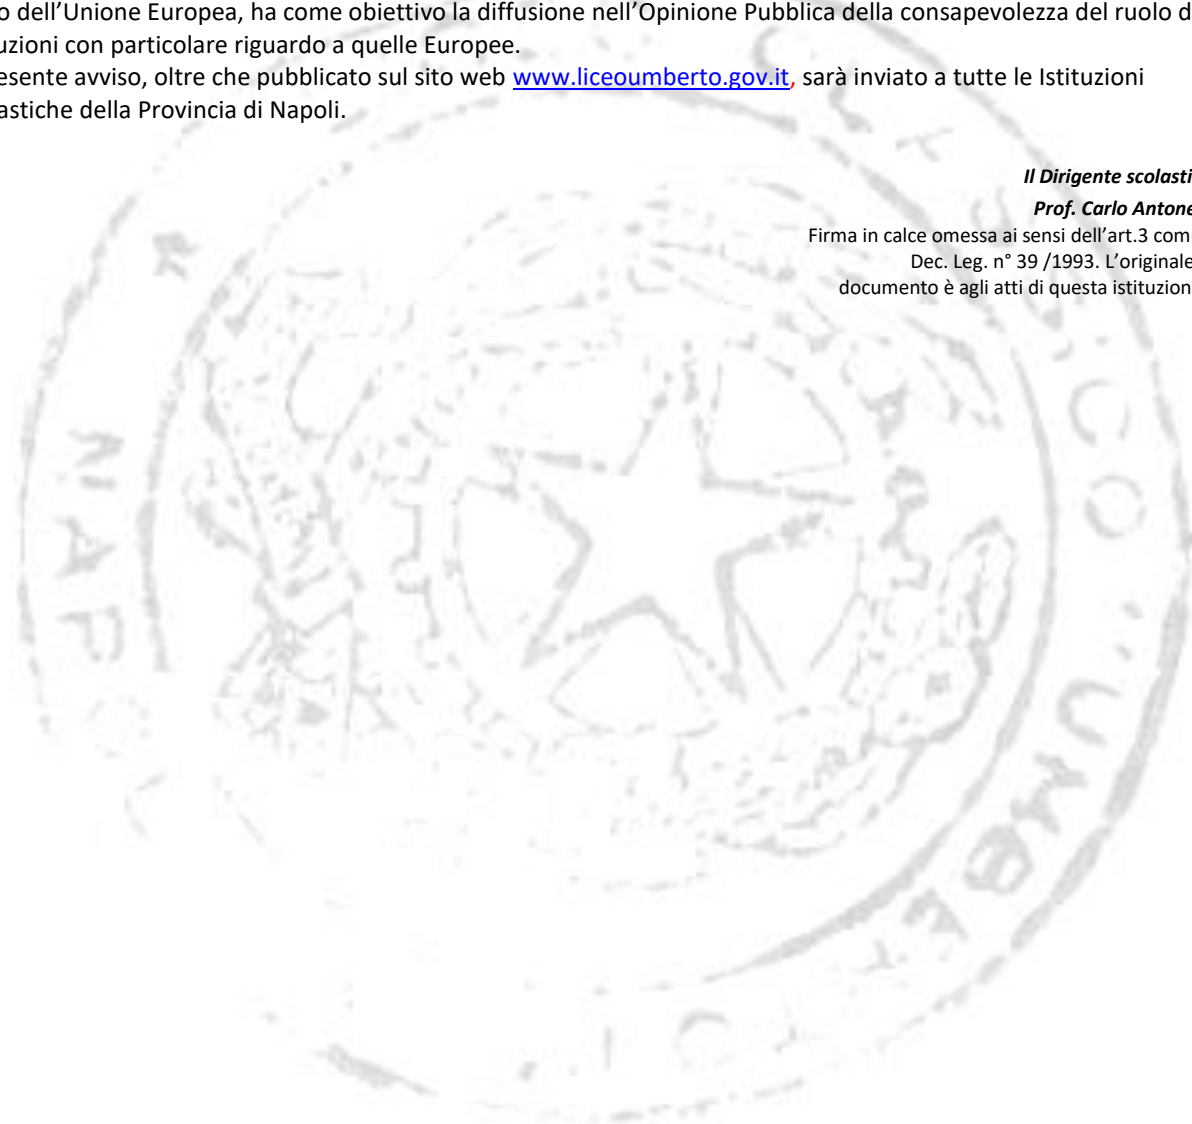 o dell’Unione Europea, ha come obiettivo la diffusione nell’Opinione Pubblica della consapevolezza del ruolo d
uzioni con particolare riguardo a quelle Europee.
esente avviso, oltre che pubblicato sul sito web www.liceoumberto.gov.it, sarà inviato a tutte le Istituzioni
astiche della Provincia di Napoli.
Il Dirigente scolasti
Prof. Carlo Antone
Firma in calce omessa ai sensi dell’art.3 com
Dec. Leg. n° 39 /1993. L’originale
documento è agli atti di questa istituzion
NAP